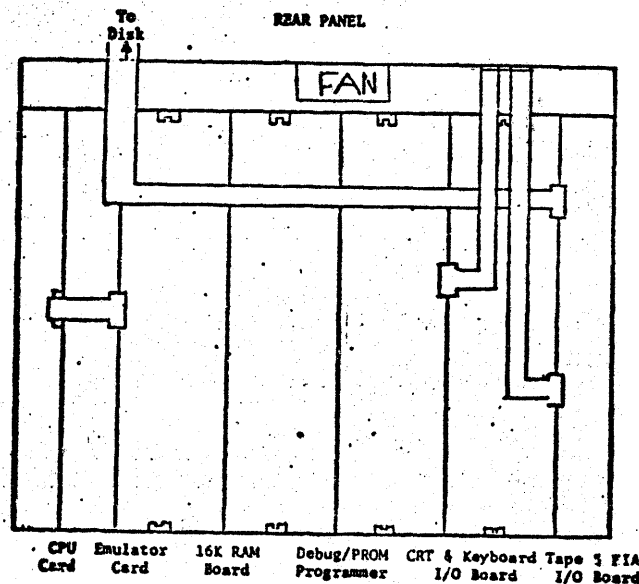 To
Disk
REAR PANEL
FAN
CPU
Card
Emulator
Card
16K RAM
Board
Debug/PROM
Programmer
CRT & Keyboard
I/O Board
Tape 5 PIA
I/O Board